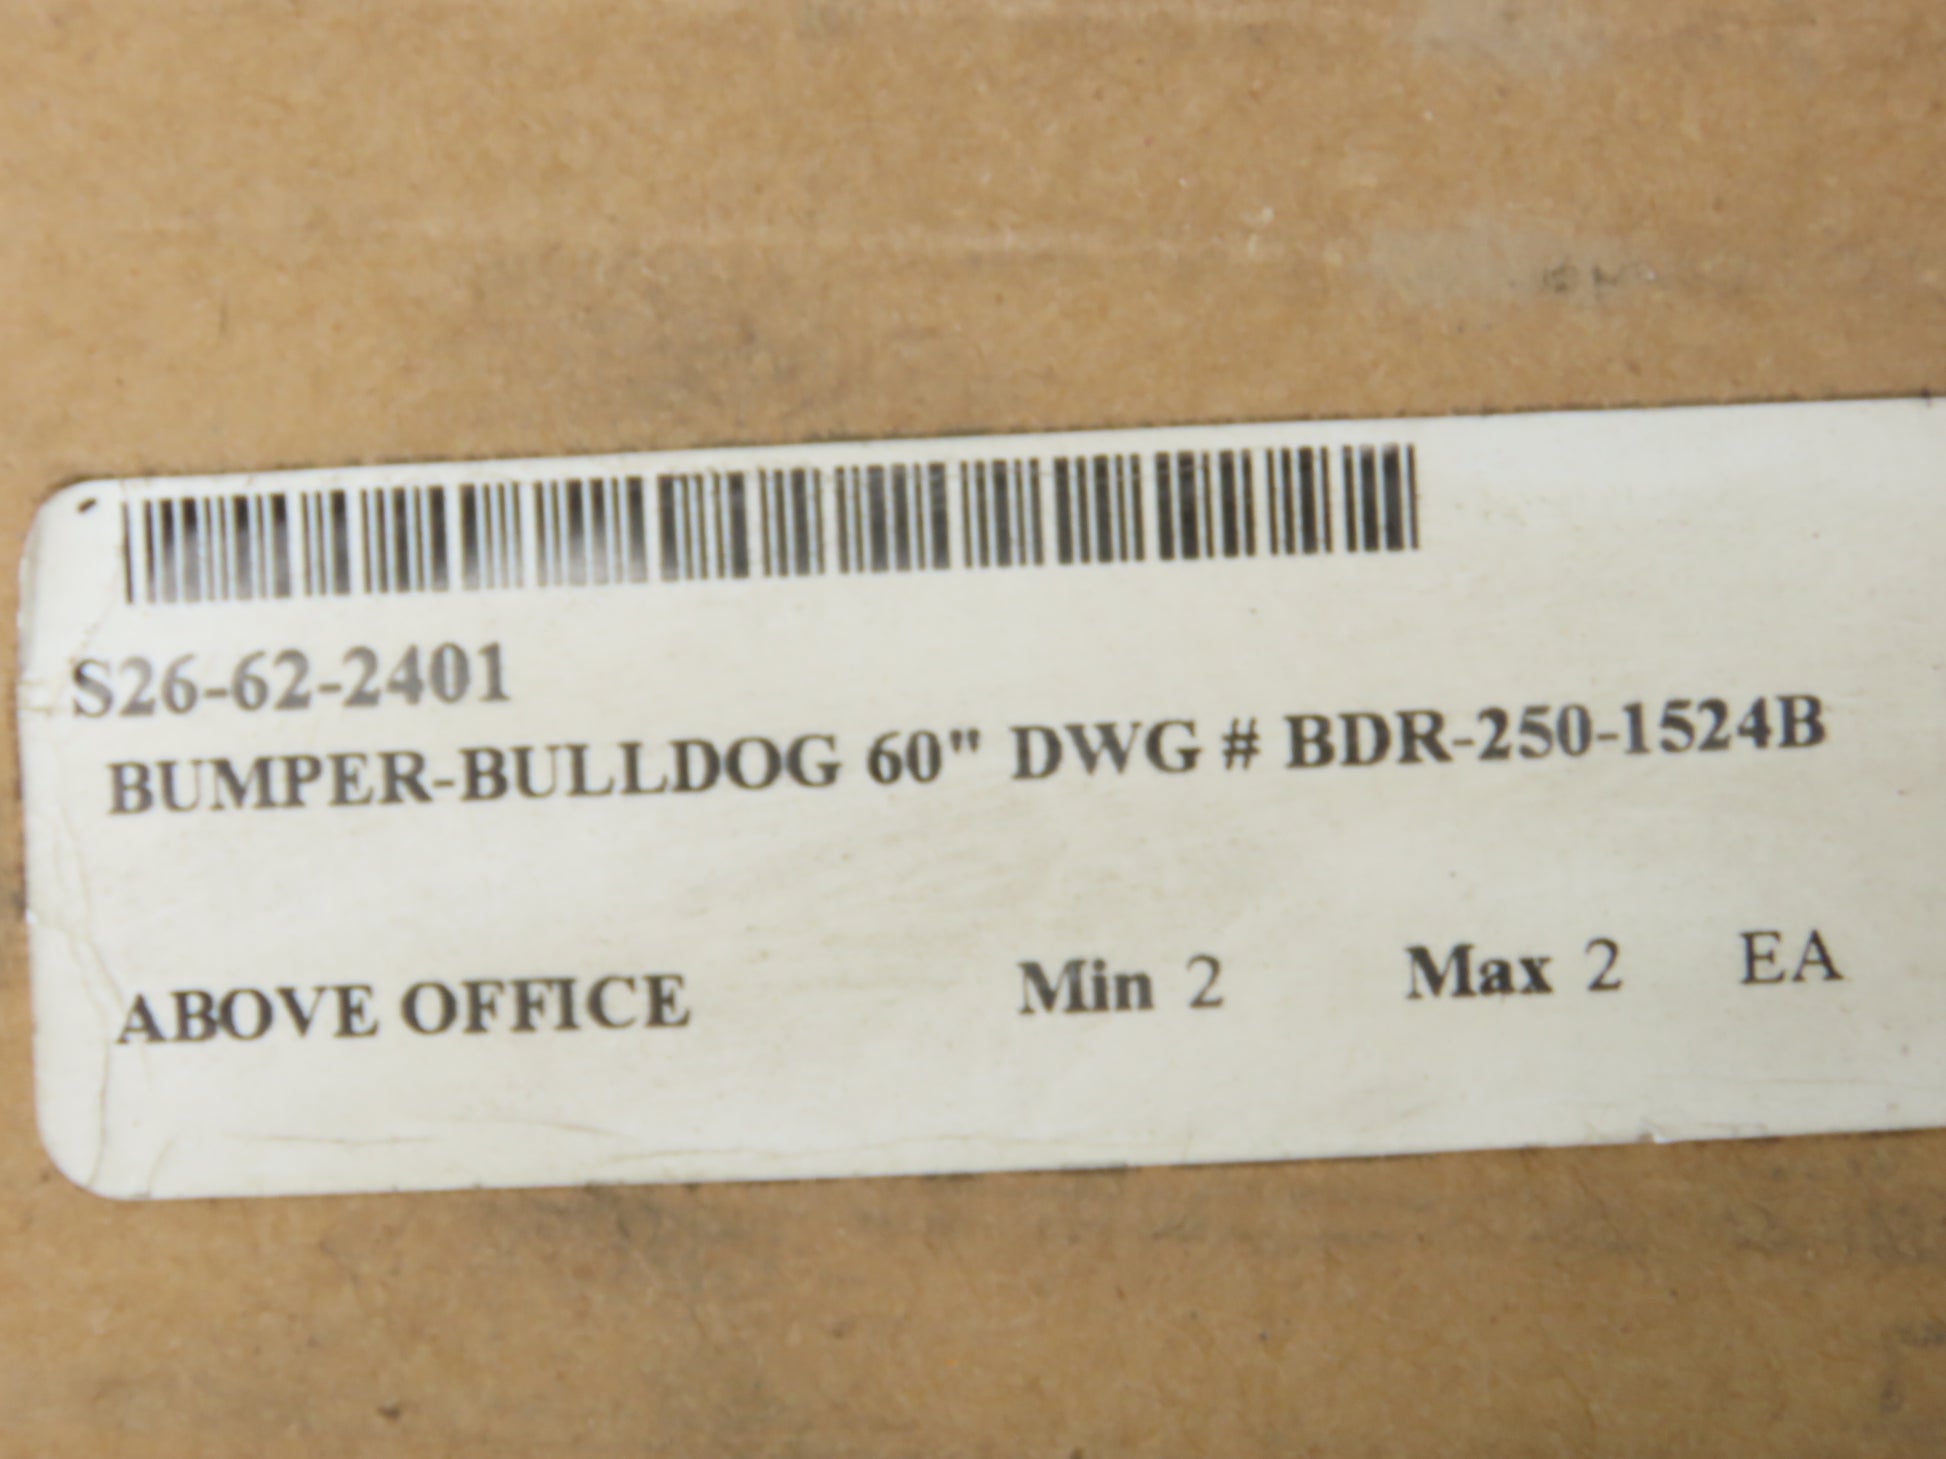 S26-62-2401
BUMPER-BULLDOG 60" DWG # BDR-250-1524B
ABOVE OFFICE Min 2 Max 2 EA